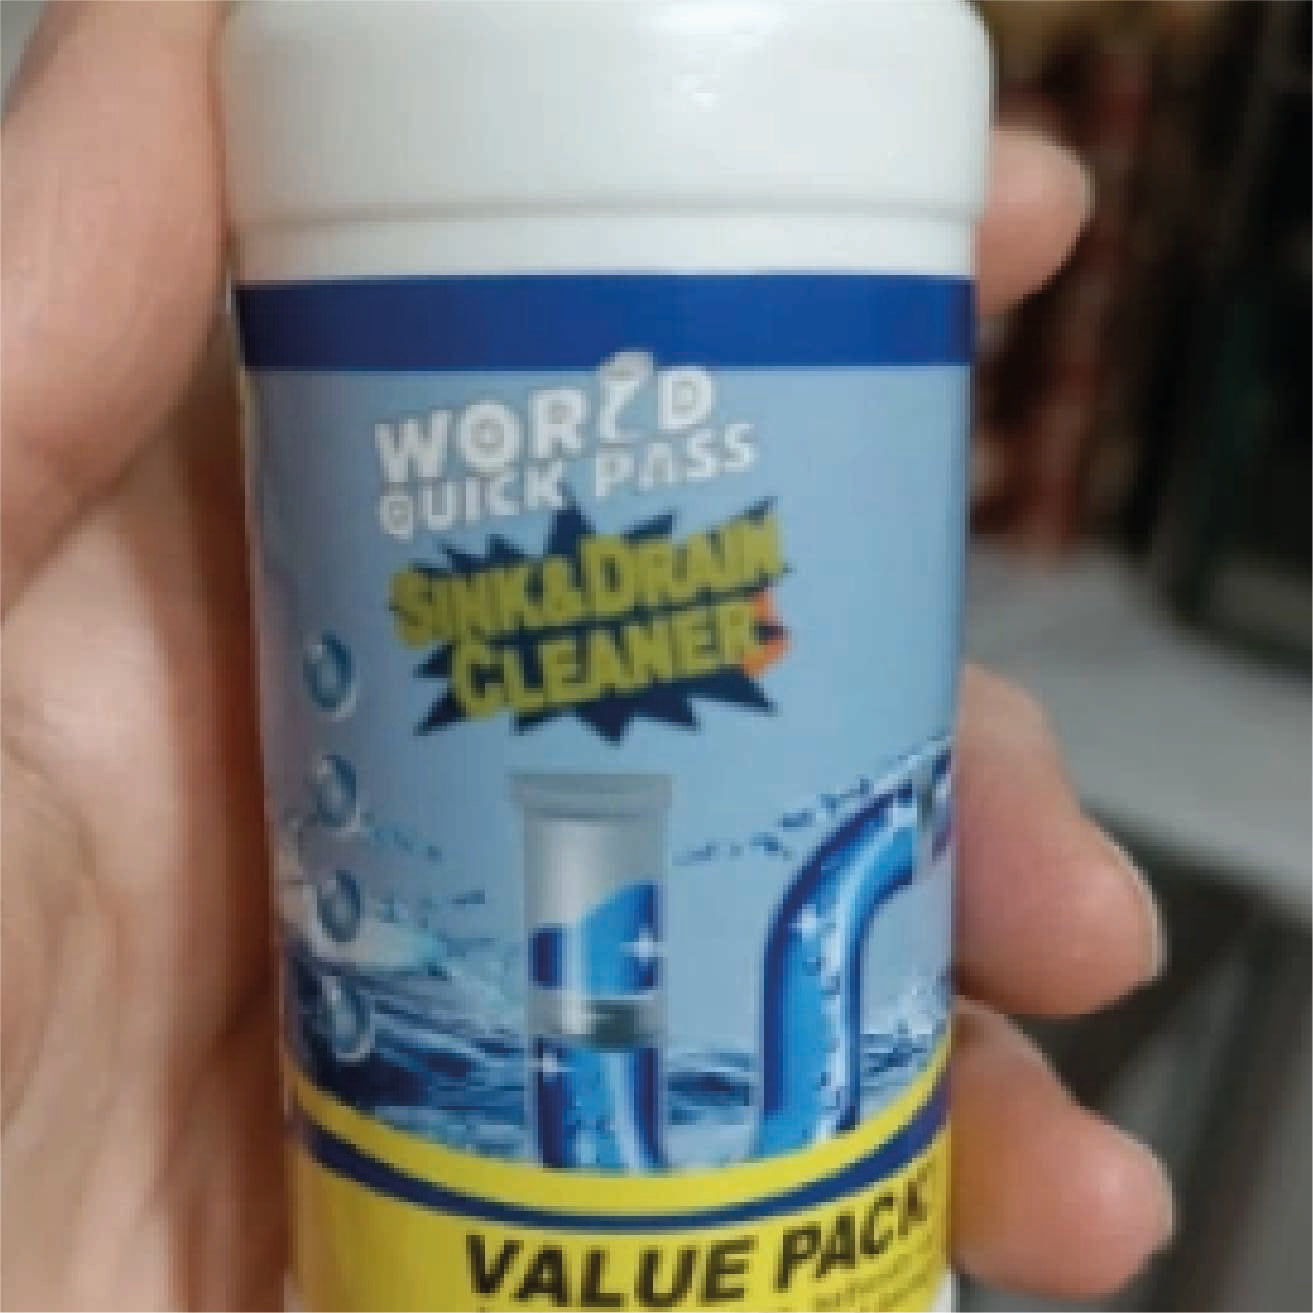 WORLD
QUICK PASS
SINK&DRAIN
CLEANER
VALUE PACK